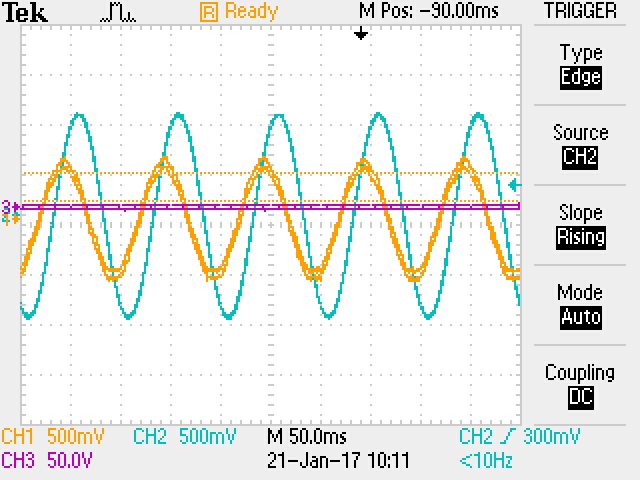 Tek R Ready M Pos: -90.00ms TRIGGER
Type
Edge
Source
CH2
Slope
Rising
Mode
Auto
Coupling
DC
3
CH1 500mV CH2 500mV M 50.0ms CH2 300mV
CH3 50.0V 21-Jan-17 10:11 <10Hz